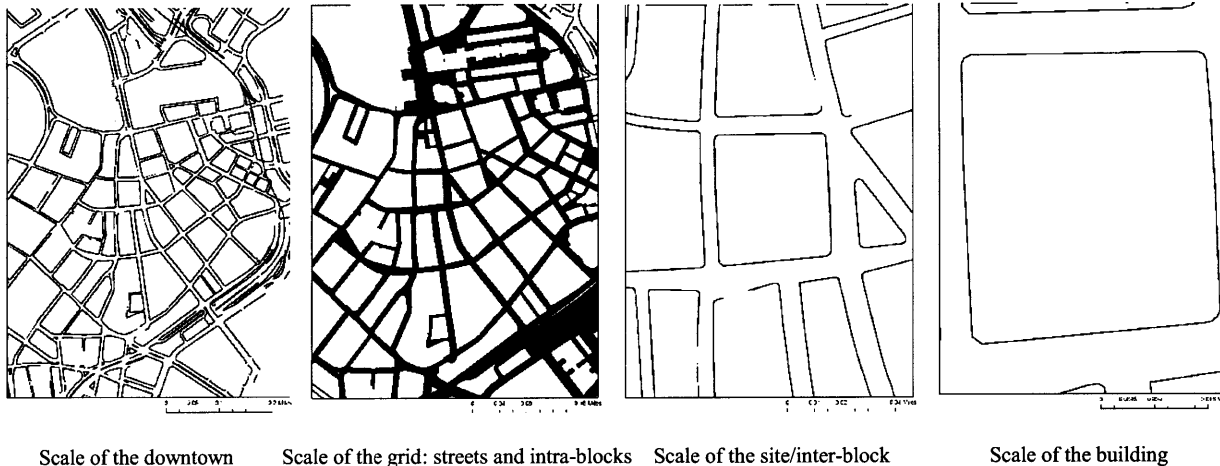 Scale of the downtown
Scale of the grid: streets and intra-blocks
Scale of the site/inter-block
Scale of the building